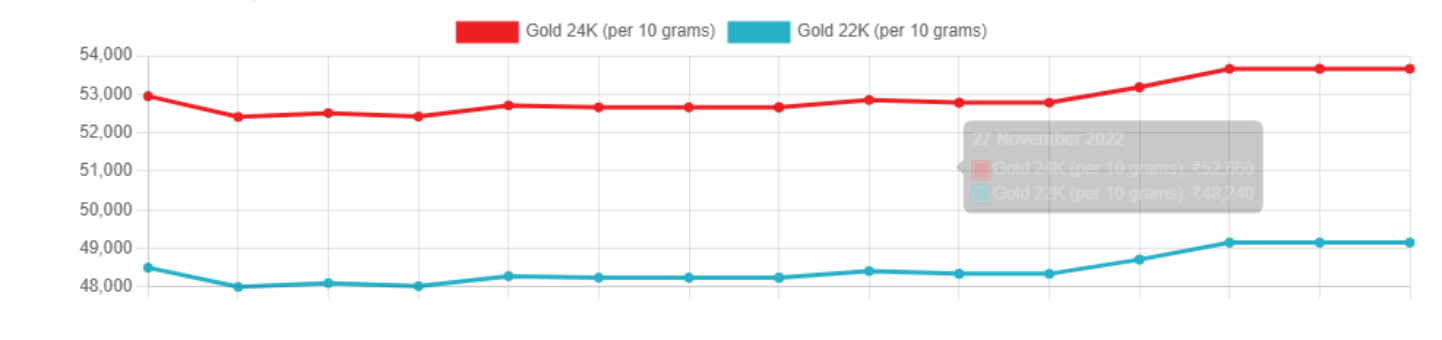 Gold 24K (per 10 grams) Gold 22K (per 10 grams)
54,000
53,000
52,000
51,000
50,000
49,000
48,000
27 November 2022
Gold 24K (per 10 grams): ₹52,660
Gold 22K (per 10 grams): ₹48,240